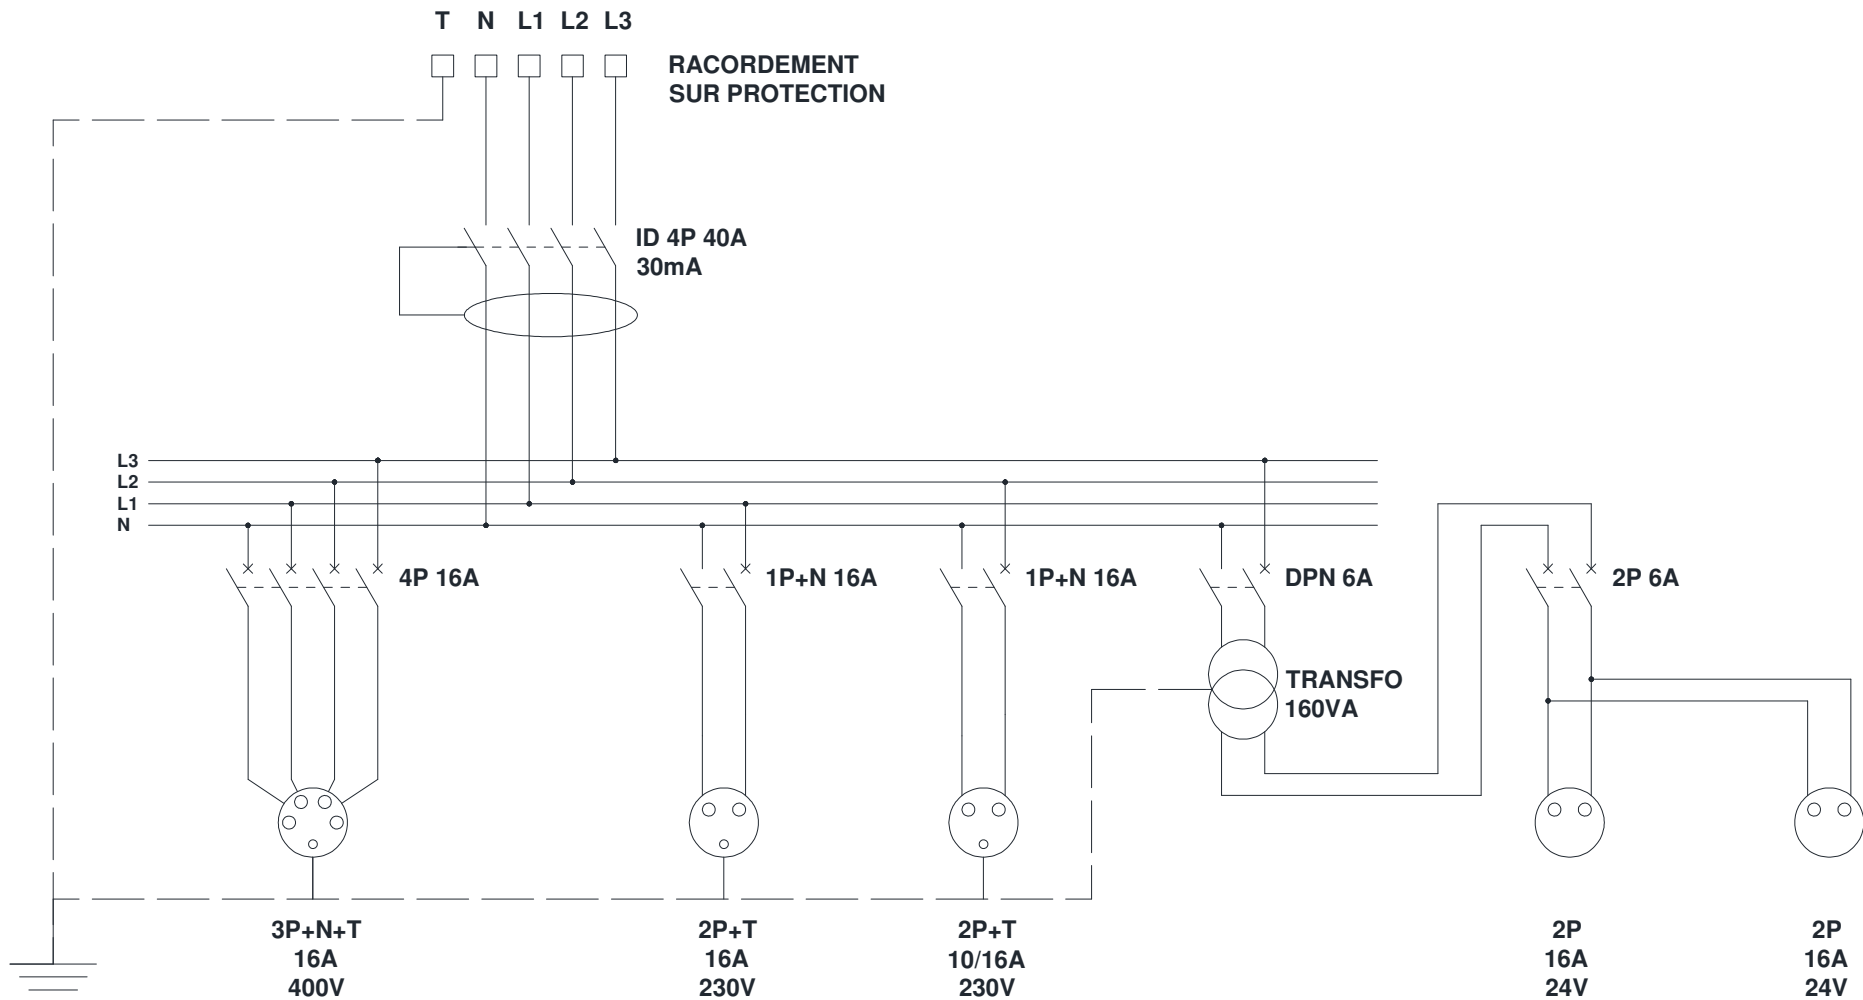 T N L1 L2 L3
RACORDEMENT
SUR PROTECTION
ID 4P 40A
30mA
L3
L2
L1
N
4P 16A
1P+N 16A
1P+N 16A
DPN 6A
2P 6A
TRANSFO
160VA
3P+N+T
16A
400V
2P+T
16A
230V
2P+T
10/16A
230V
2P
16A
24V
2P
16A
24V